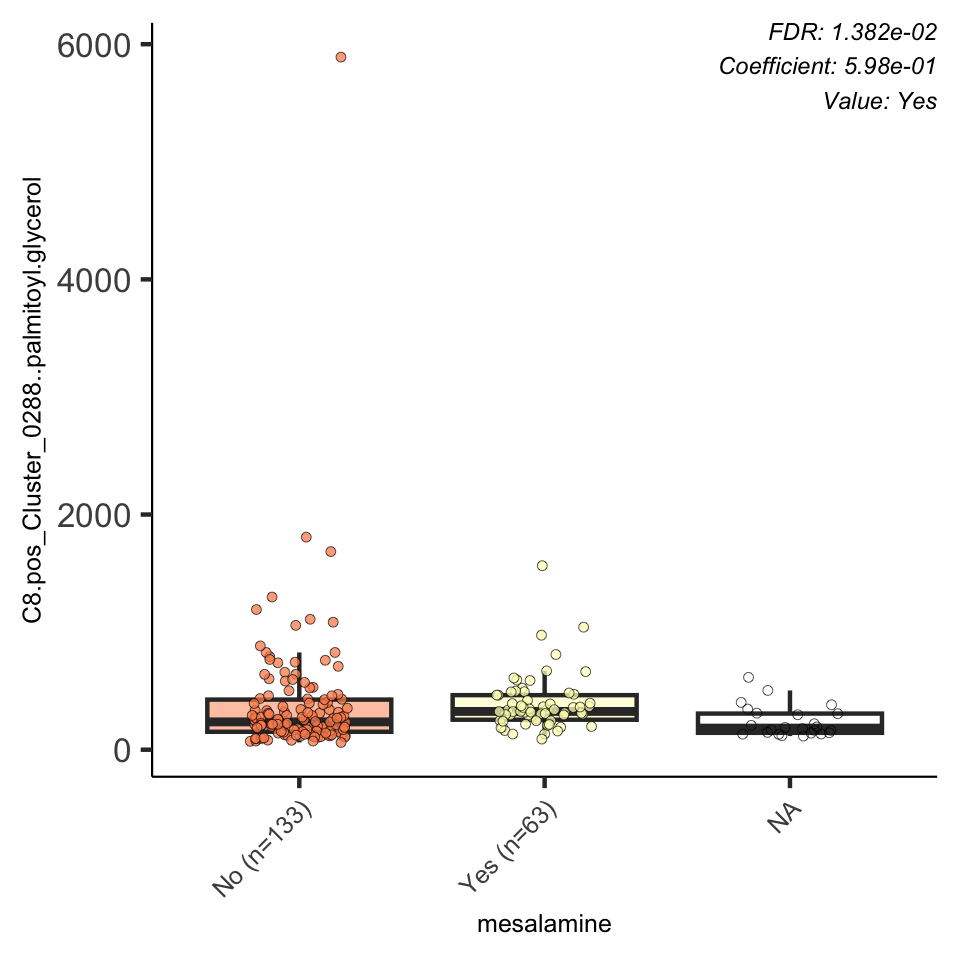 FDR: 1.382e-02
Coefficient: 5.98e-01
Value: Yes
C8.pos_Cluster_0288..palmitoyl.glycerol
6000
4000
2000
0
No (n=133)
Yes (n=63)
NA
mesalamine